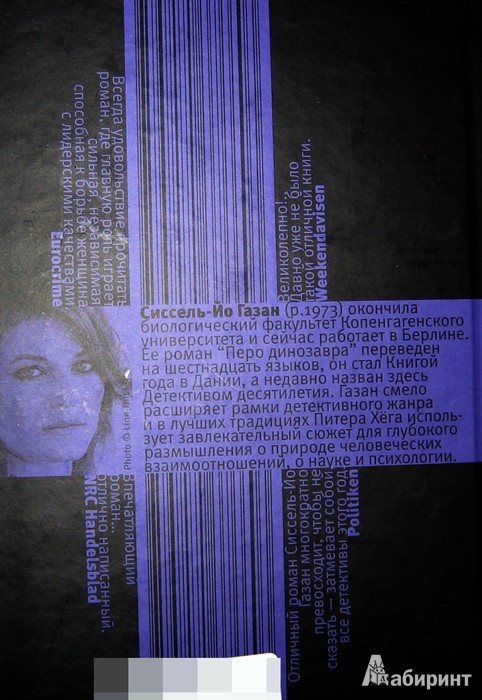 Всегда удовольствие прочитать
роман, где главную роль играет
сильная, независимая,
способная к борьбе женщина
с лидерскими качествами.
Eurocrime
Великолепно!..
Давно уже не было
такой отличной книги.
Weekendavisen
Сиссель-Йо Газан (р.1973) окончила
биологический факультет Копенгагенского
университета и сейчас работает в Берлине.
Ее роман "Перо динозавра" переведен
на шестнадцать языков, он стал Книгой
года в Дании, а недавно назван здесь
Детективом десятилетия. Газан смело
расширяет рамки детективного жанра
и в лучших традициях Питера Хёга исполь-
зует завлекательный сюжет для глубокого
размышления о природе человеческих
взаимоотношений, о науке и психологии.
Photo © Line
Впечатляющий
роман...
отлично написанный.
NRC Handelsblad
Отличный роман Сиссель-Йо
Газан многократно
превосходит, чтобы не
сказать — затмевает собой
все детективы этого года.
Politiken
Лабиринт